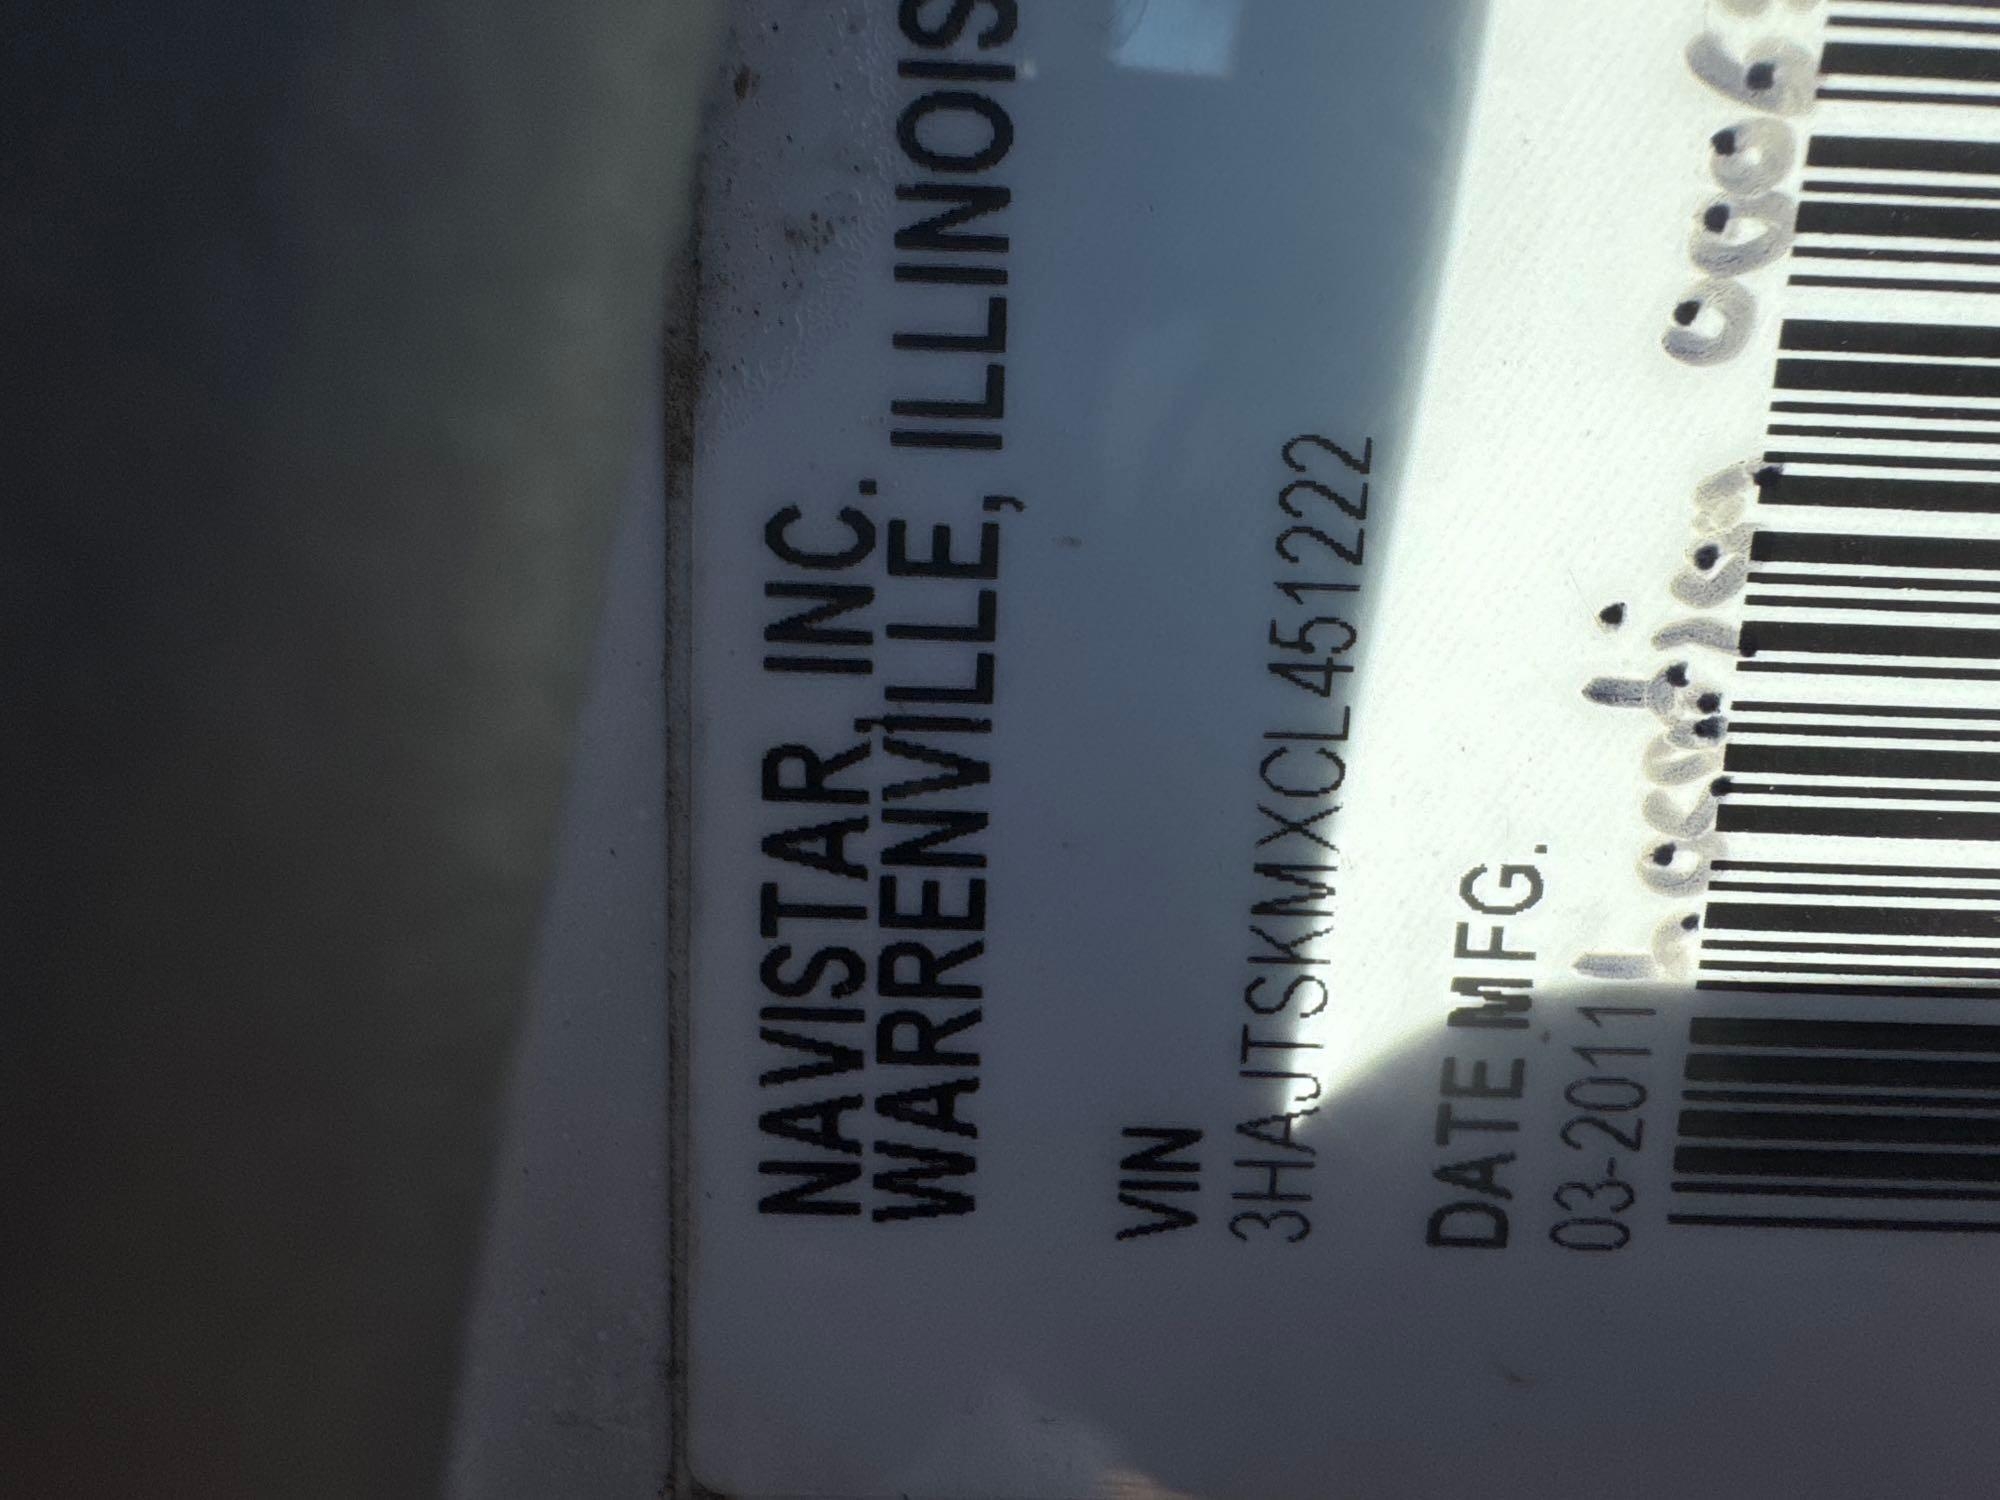 NAVISTAR, INC.
WARRENVILLE, ILLINOIS
VIN
3HAJTSKMXCL451222
DATE MFG.
03-2011